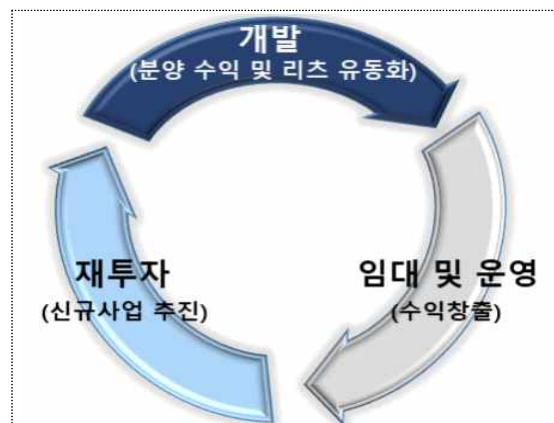 개발
(분양 수익 및 리츠 유동화)
재투자
(신규사업 추진)
임대 및 운영
(수익창출)